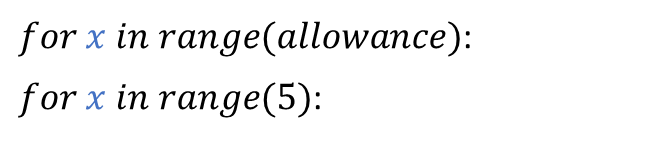 for x in range(allowance):
for x in range(5):